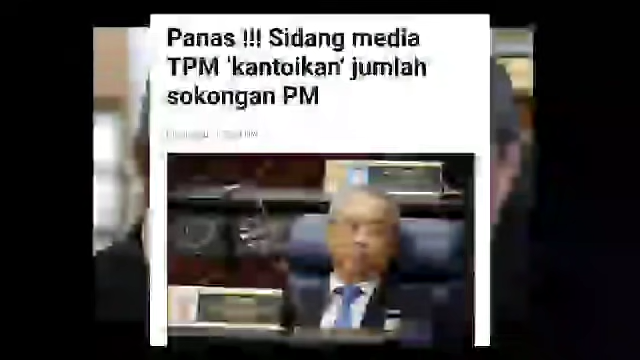 Panas !!! Sidang media
TPM 'kantoikan' jumlah
sokongan PM